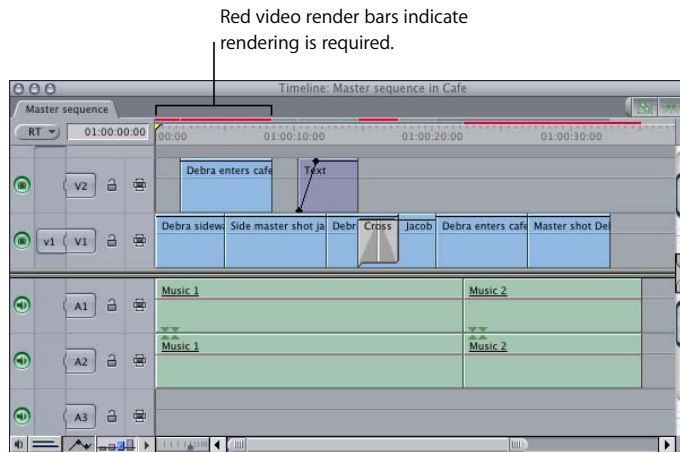 Red video render bars indicate
rendering is required.
Timeline: Master sequence in Cafe
Master sequence
RT 01:00:00:00 00:00 01:00:10:00 01:00:20:00 01:00:30:00
V2 Debra enters cafe Text
v1 V1 Debra sidewa Side master shot ja Debr Cross Jacob Debra enters cafe Master shot Del
A1 Music 1 Music 2
A2 Music 1 Music 2
A3